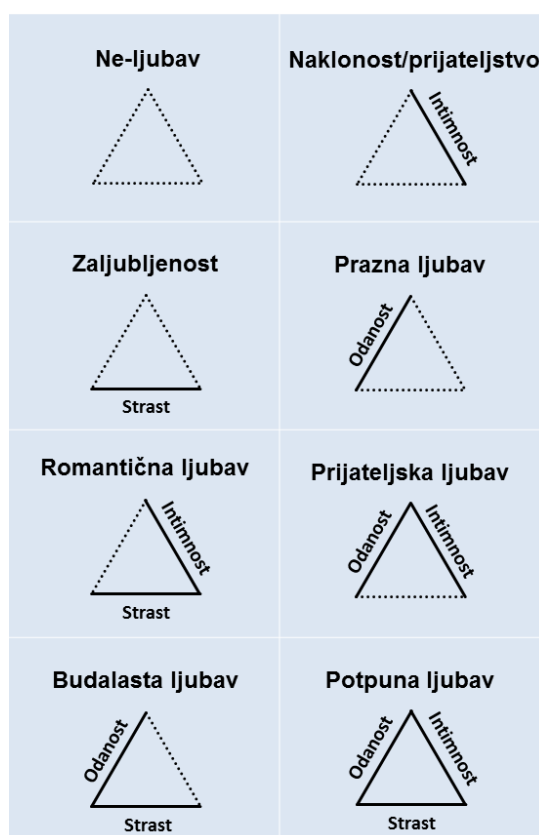 Ne-ljubav
Naklonost/prijateljstvo
Intimnost
Zaljubljenost
Strast
Prazna ljubav
Odanost
Romantična ljubav
Intimnost
Strast
Prijateljska ljubav
Odanost
Intimnost
Budalasta ljubav
Odanost
Strast
Potpuna ljubav
Odanost
Intimnost
Strast